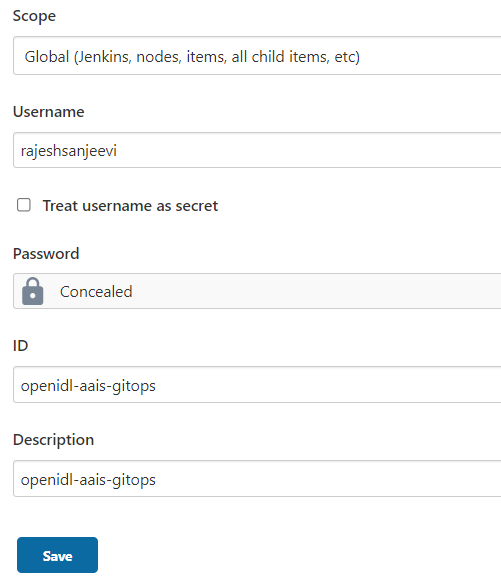 Scope
Global (Jenkins, nodes, items, all child items, etc)
Username
rajeshsanjeevi
Treat username as secret
Password
Concealed
ID
openidl-aais-gitops
Description
openidl-aais-gitops
Save